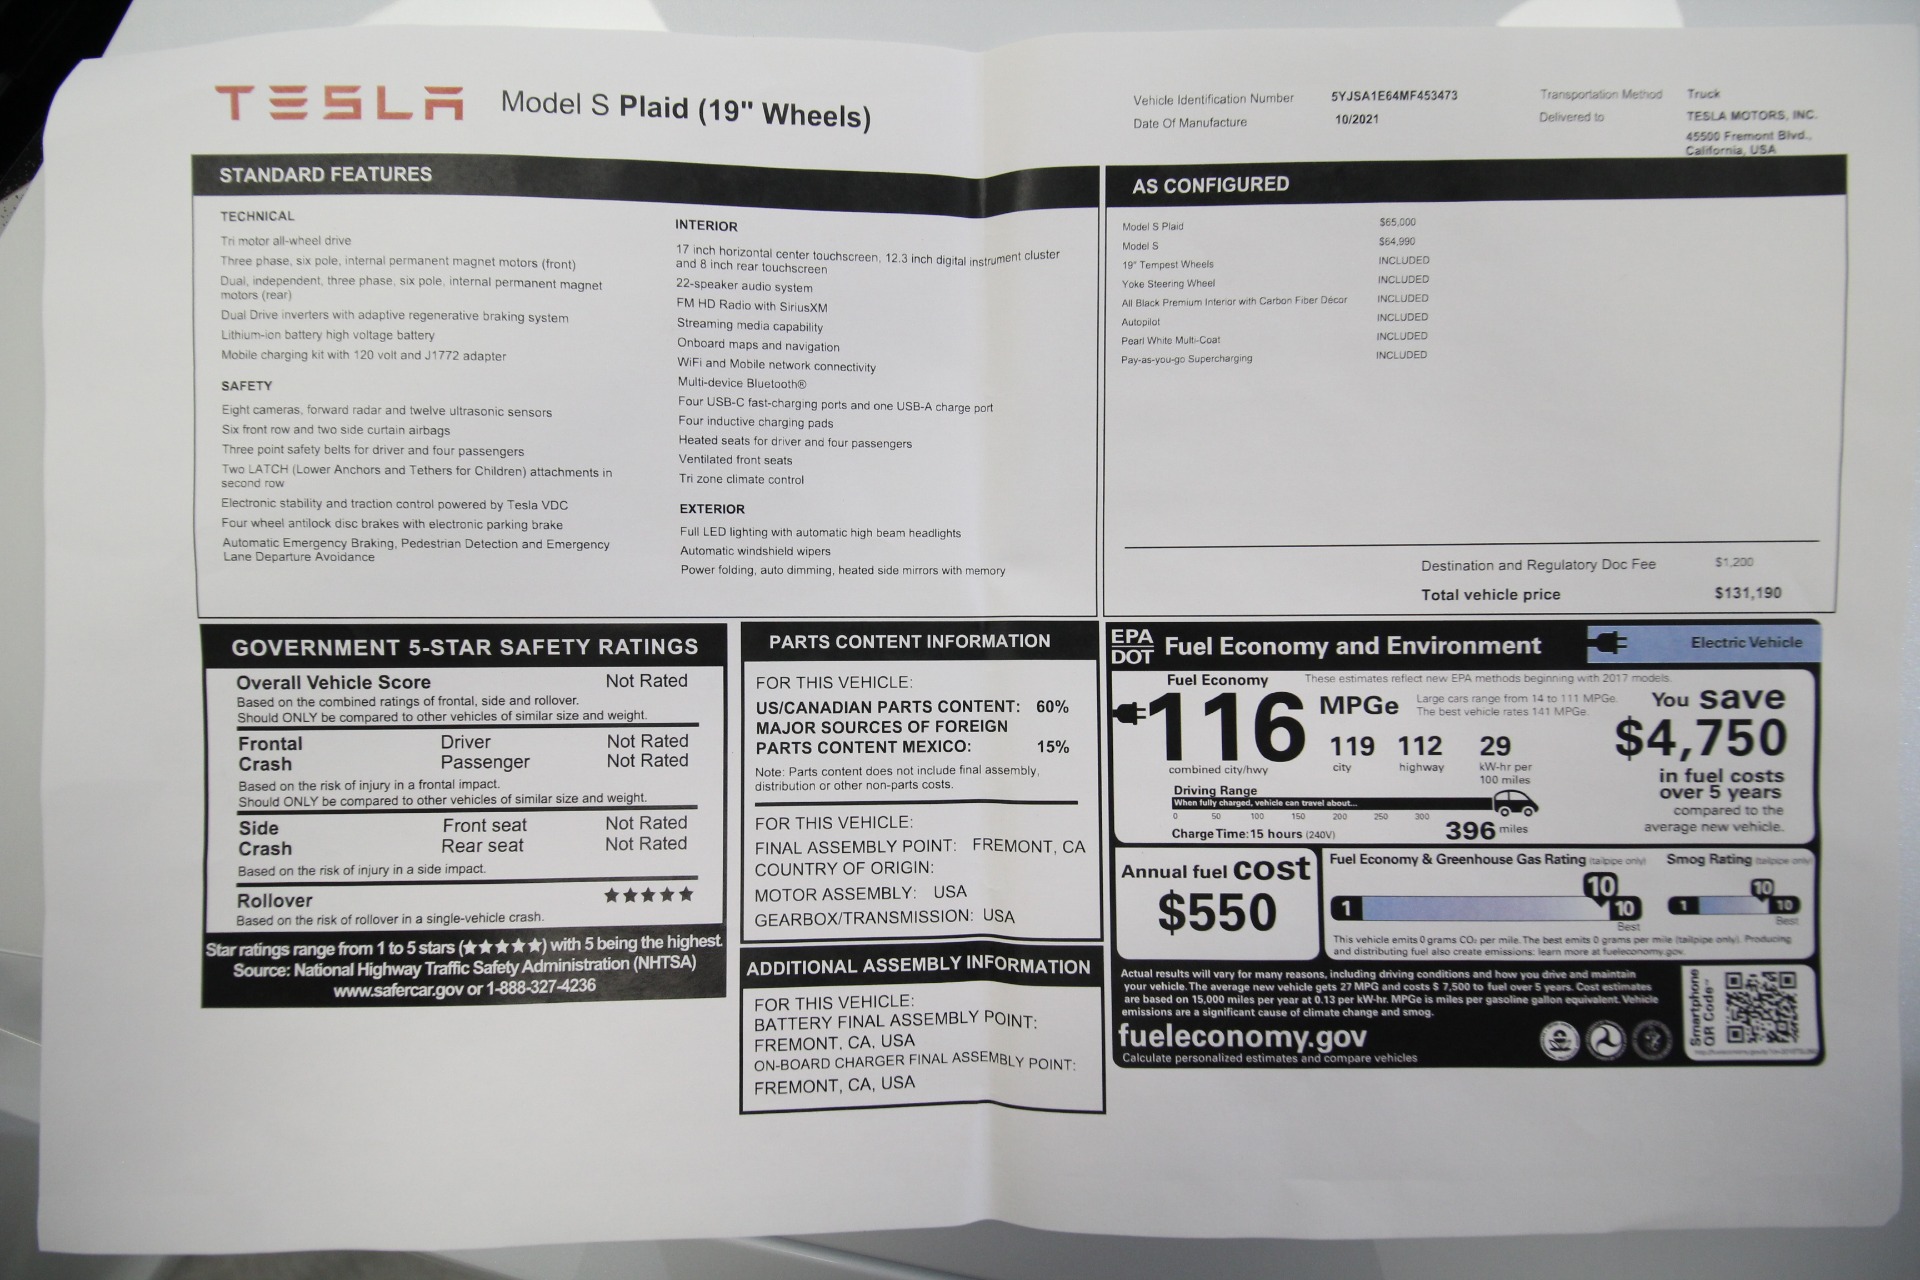 TESLA Model S Plaid (19" Wheels)
Vehicle Identification Number 5YJSA1E64MF453473
Date Of Manufacture 10/2021
Transportation Method Truck
Delivered to TESLA MOTORS, INC.
45500 Fremont Blvd.,
California, USA
STANDARD FEATURES
TECHNICAL
Tri motor all-wheel drive
Three phase, six pole, internal permanent magnet motors (front)
Dual, independent, three phase, six pole, internal permanent magnet
motors (rear)
Dual Drive inverters with adaptive regenerative braking system
Lithium-ion battery high voltage battery
Mobile charging kit with 120 volt and J1772 adapter
SAFETY
Eight cameras, forward radar and twelve ultrasonic sensors
Six front row and two side curtain airbags
Three point safety belts for driver and four passengers
Two LATCH (Lower Anchors and Tethers for Children) attachments in
second row
Electronic stability and traction control powered by Tesla VDC
Four wheel antilock disc brakes with electronic parking brake
Automatic Emergency Braking, Pedestrian Detection and Emergency
Lane Departure Avoidance
INTERIOR
17 inch horizontal center touchscreen, 12.3 inch digital instrument cluster
and 8 inch rear touchscreen
22-speaker audio system
FM HD Radio with SiriusXM
Streaming media capability
Onboard maps and navigation
WiFi and Mobile network connectivity
Multi-device Bluetooth®
Four USB-C fast-charging ports and one USB-A charge port
Four inductive charging pads
Heated seats for driver and four passengers
Ventilated front seats
Tri zone climate control
EXTERIOR
Full LED lighting with automatic high beam headlights
Automatic windshield wipers
Power folding, auto dimming, heated side mirrors with memory
AS CONFIGURED
Model S Plaid $65,000
Model S $64,990
19" Tempest Wheels INCLUDED
Yoke Steering Wheel INCLUDED
All Black Premium Interior with Carbon Fiber Décor INCLUDED
Autopilot INCLUDED
Pearl White Multi-Coat INCLUDED
Pay-as-you-go Supercharging INCLUDED
Destination and Regulatory Doc Fee $1,200
Total vehicle price $131,190
GOVERNMENT 5-STAR SAFETY RATINGS
Overall Vehicle Score Not Rated
Based on the combined ratings of frontal, side and rollover.
Should ONLY be compared to other vehicles of similar size and weight.
Frontal Driver Not Rated
Crash Passenger Not Rated
Based on the risk of injury in a frontal impact.
Should ONLY be compared to other vehicles of similar size and weight.
Side Front seat Not Rated
Crash Rear seat Not Rated
Based on the risk of injury in a side impact.
Rollover ★★★★★
Based on the risk of rollover in a single-vehicle crash.
Star ratings range from 1 to 5 stars (★★★★★) with 5 being the highest.
Source: National Highway Traffic Safety Administration (NHTSA)
www.safercar.gov or 1-888-327-4236
PARTS CONTENT INFORMATION
FOR THIS VEHICLE:
US/CANADIAN PARTS CONTENT: 60%
MAJOR SOURCES OF FOREIGN
PARTS CONTENT MEXICO: 15%
Note: Parts content does not include final assembly,
distribution or other non-parts costs.
FOR THIS VEHICLE:
FINAL ASSEMBLY POINT: FREMONT, CA
COUNTRY OF ORIGIN:
MOTOR ASSEMBLY: USA
GEARBOX/TRANSMISSION: USA
ADDITIONAL ASSEMBLY INFORMATION
FOR THIS VEHICLE:
BATTERY FINAL ASSEMBLY POINT:
FREMONT, CA, USA
ON-BOARD CHARGER FINAL ASSEMBLY POINT:
FREMONT, CA, USA
EPA
DOT
Fuel Economy and Environment
Electric Vehicle
Fuel Economy
These estimates reflect new EPA methods beginning with 2017 models.
116 MPGe
Large cars range from 14 to 111 MPGe.
The best vehicle rates 141 MPGe.
119 112 29
combined city/hwy city highway kW-hr per
100 miles
You save
$4,750
in fuel costs
over 5 years
compared to the
average new vehicle.
Driving Range
When fully charged, vehicle can travel about...
0 50 100 150 200 250 300
396 miles
Charge Time: 15 hours (240V)
Annual fuel cost
$550
Fuel Economy & Greenhouse Gas Rating (tailpipe only)
1 10 10
Best
Smog Rating (tailpipe only)
1 10 10
Best
This vehicle emits 0 grams CO₂ per mile. The best emits 0 grams per mile (tailpipe only). Producing
and distributing fuel also create emissions: learn more at fueleconomy.gov.
Actual results will vary for many reasons, including driving conditions and how you drive and maintain
your vehicle. The average new vehicle gets 27 MPG and costs $ 7,500 to fuel over 5 years. Cost estimates
are based on 15,000 miles per year at 0.13 per kW-hr. MPGe is miles per gasoline gallon equivalent. Vehicle
emissions are a significant cause of climate change and smog.
fueleconomy.gov
Calculate personalized estimates and compare vehicles
Smartphone
QR Code™